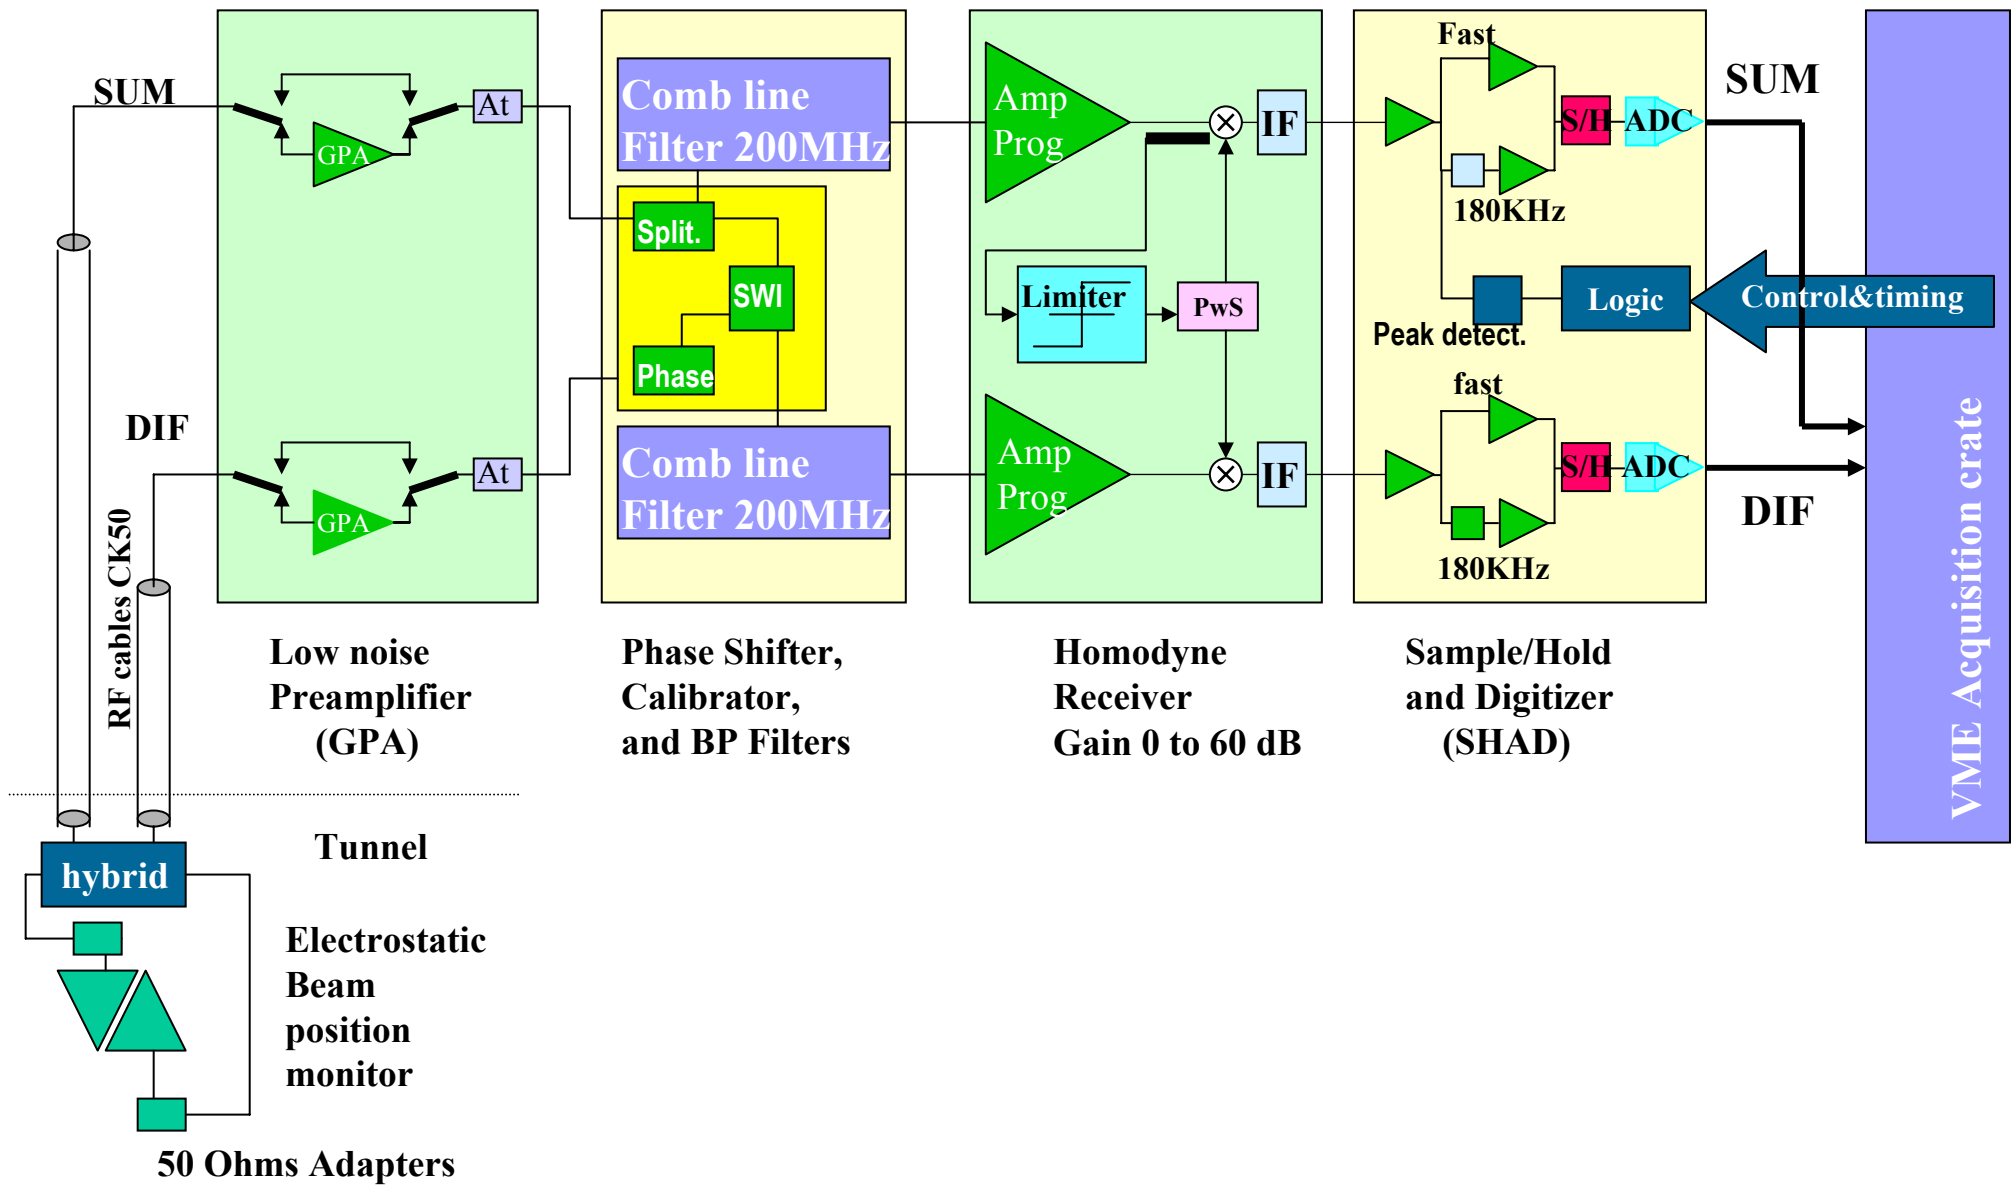 SUM
GPA
At
DIF
GPA
At
RF cables CK50
Low noise
Preamplifier
(GPA)
Comb line
Filter 200MHz
Split.
SWI
Phase
Comb line
Filter 200MHz
Phase Shifter,
Calibrator,
and BP Filters
Amp
Prog
IF
Limiter
PwS
Amp
Prog
IF
Homodyne
Receiver
Gain 0 to 60 dB
Fast
S/H
ADC
180KHz
Logic
Peak detect.
fast
S/H
ADC
180KHz
Sample/Hold
and Digitizer
(SHAD)
SUM
Control&timing
DIF
VME Acquisition crate
Tunnel
hybrid
Electrostatic
Beam
position
monitor
50 Ohms Adapters